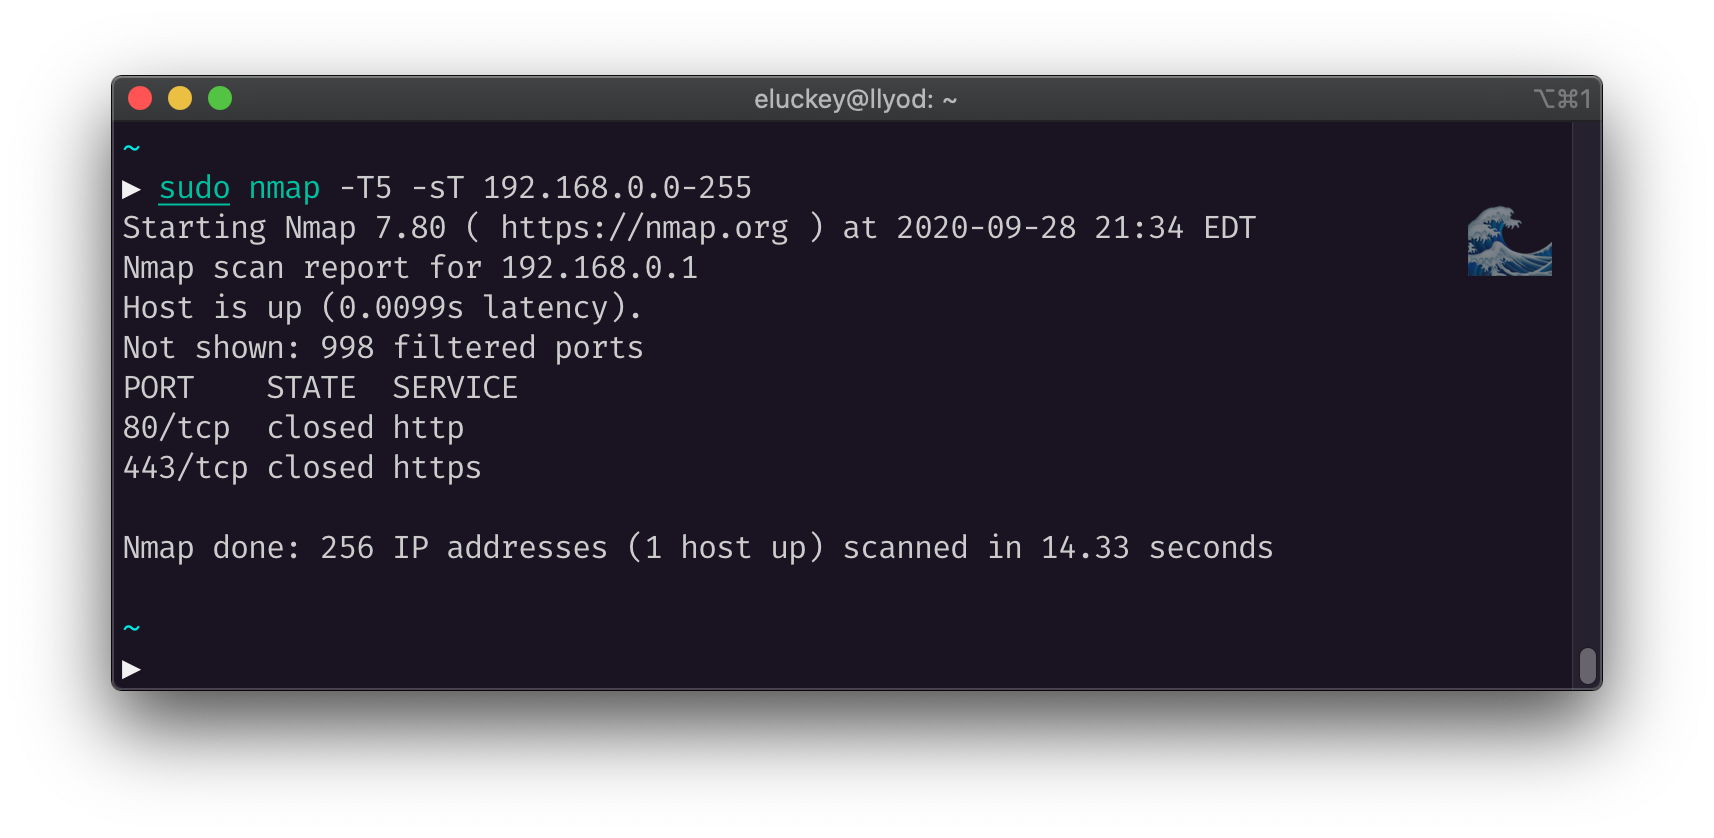 eluckey@llyod: ~
⌥⌘1
~
▶ sudo nmap -T5 -sT 192.168.0.0-255
Starting Nmap 7.80 ( https://nmap.org ) at 2020-09-28 21:34 EDT
Nmap scan report for 192.168.0.1
Host is up (0.0099s latency).
Not shown: 998 filtered ports
PORT    STATE  SERVICE
80/tcp  closed http
443/tcp closed https
Nmap done: 256 IP addresses (1 host up) scanned in 14.33 seconds
~
▶